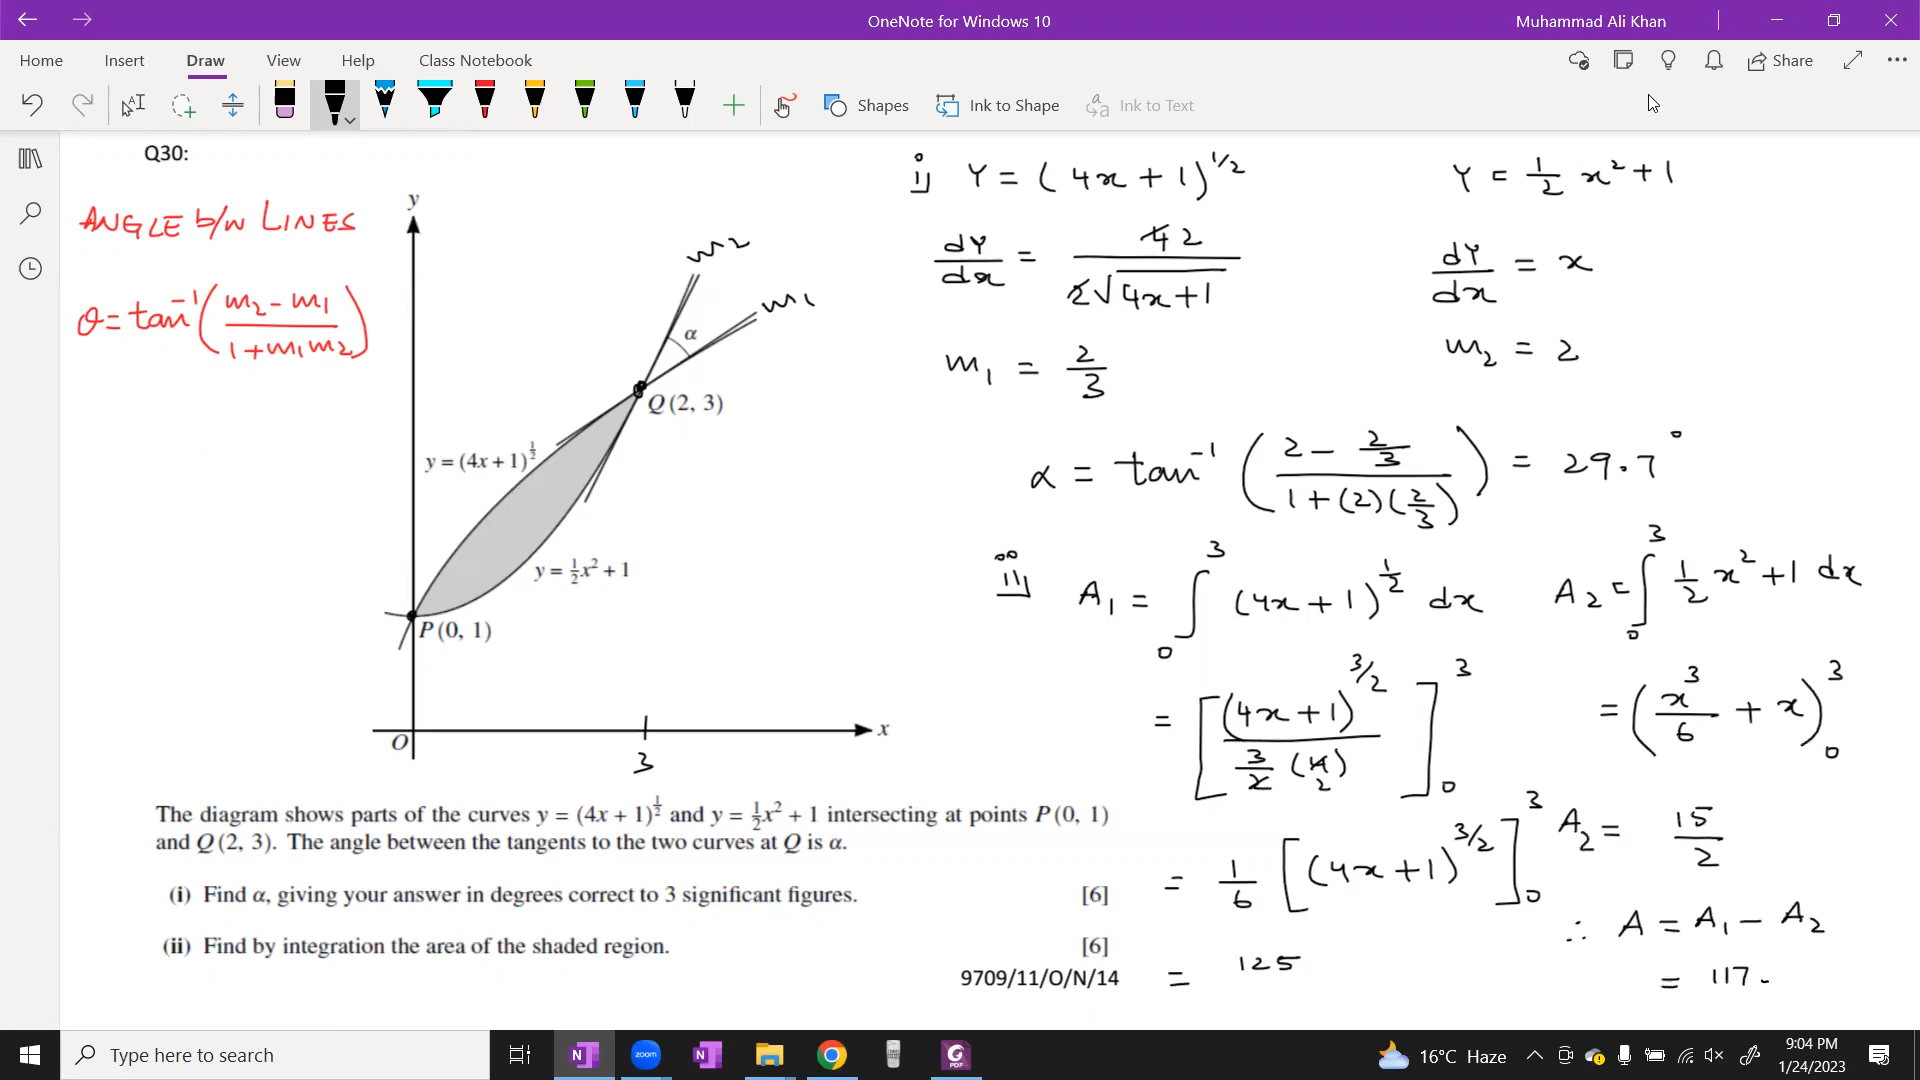 OneNote for Windows 10
Muhammad Ali Khan
Home Insert Draw View Help Class Notebook
Share
Shapes Ink to Shape Ink to Text
Q30:
ANGLE b/w LINES
θ = tan⁻¹ ( (m₂ - m₁) / (1 + m₁m₂) )
y
m₂
m₁
α
Q(2, 3)
y = (4x + 1)^½
y = ½x² + 1
P(0, 1)
O
x
3
The diagram shows parts of the curves y = (4x + 1)^½ and y = ½x² + 1 intersecting at points P(0, 1)
and Q(2, 3). The angle between the tangents to the two curves at Q is α.
(i) Find α, giving your answer in degrees correct to 3 significant figures. [6]
(ii) Find by integration the area of the shaded region. [6]
9709/11/O/N/14
i) Y = (4x + 1)^1/2
dY/dx = 4 2 / 2√(4x+1)
m₁ = 2/3
Y = ½ x² + 1
dY/dx = x
m₂ = 2
α = tan⁻¹ ( (2 - 2/3) / (1 + (2)(2/3)) ) = 29.7°
ii) A₁ = ∫₀³ (4x + 1)^½ dx
= [ (4x + 1)^3/2 / (3/2 (4) 2) ]₀³
= 1/6 [ (4x + 1)^3/2 ]₀³
= 125
A₂ = ∫₀³ ½ x² + 1 dx
= ( x³/6 + x )₀³
A₂ = 15/2
∴ A = A₁ - A₂
= 117.
Type here to search
zoom
PDF
16°C Haze
9:04 PM
1/24/2023